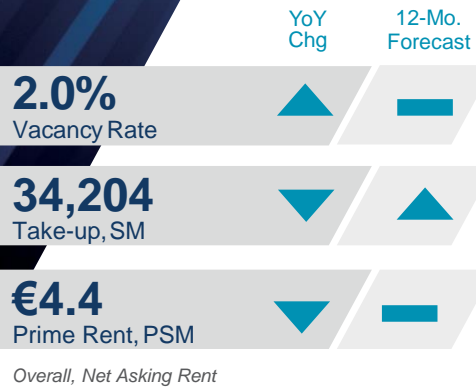 YoY
Chg
12-Mo.
Forecast
2.0%
Vacancy Rate
34,204
Take-up, SM
€4.4
Prime Rent, PSM
Overall, Net Asking Rent